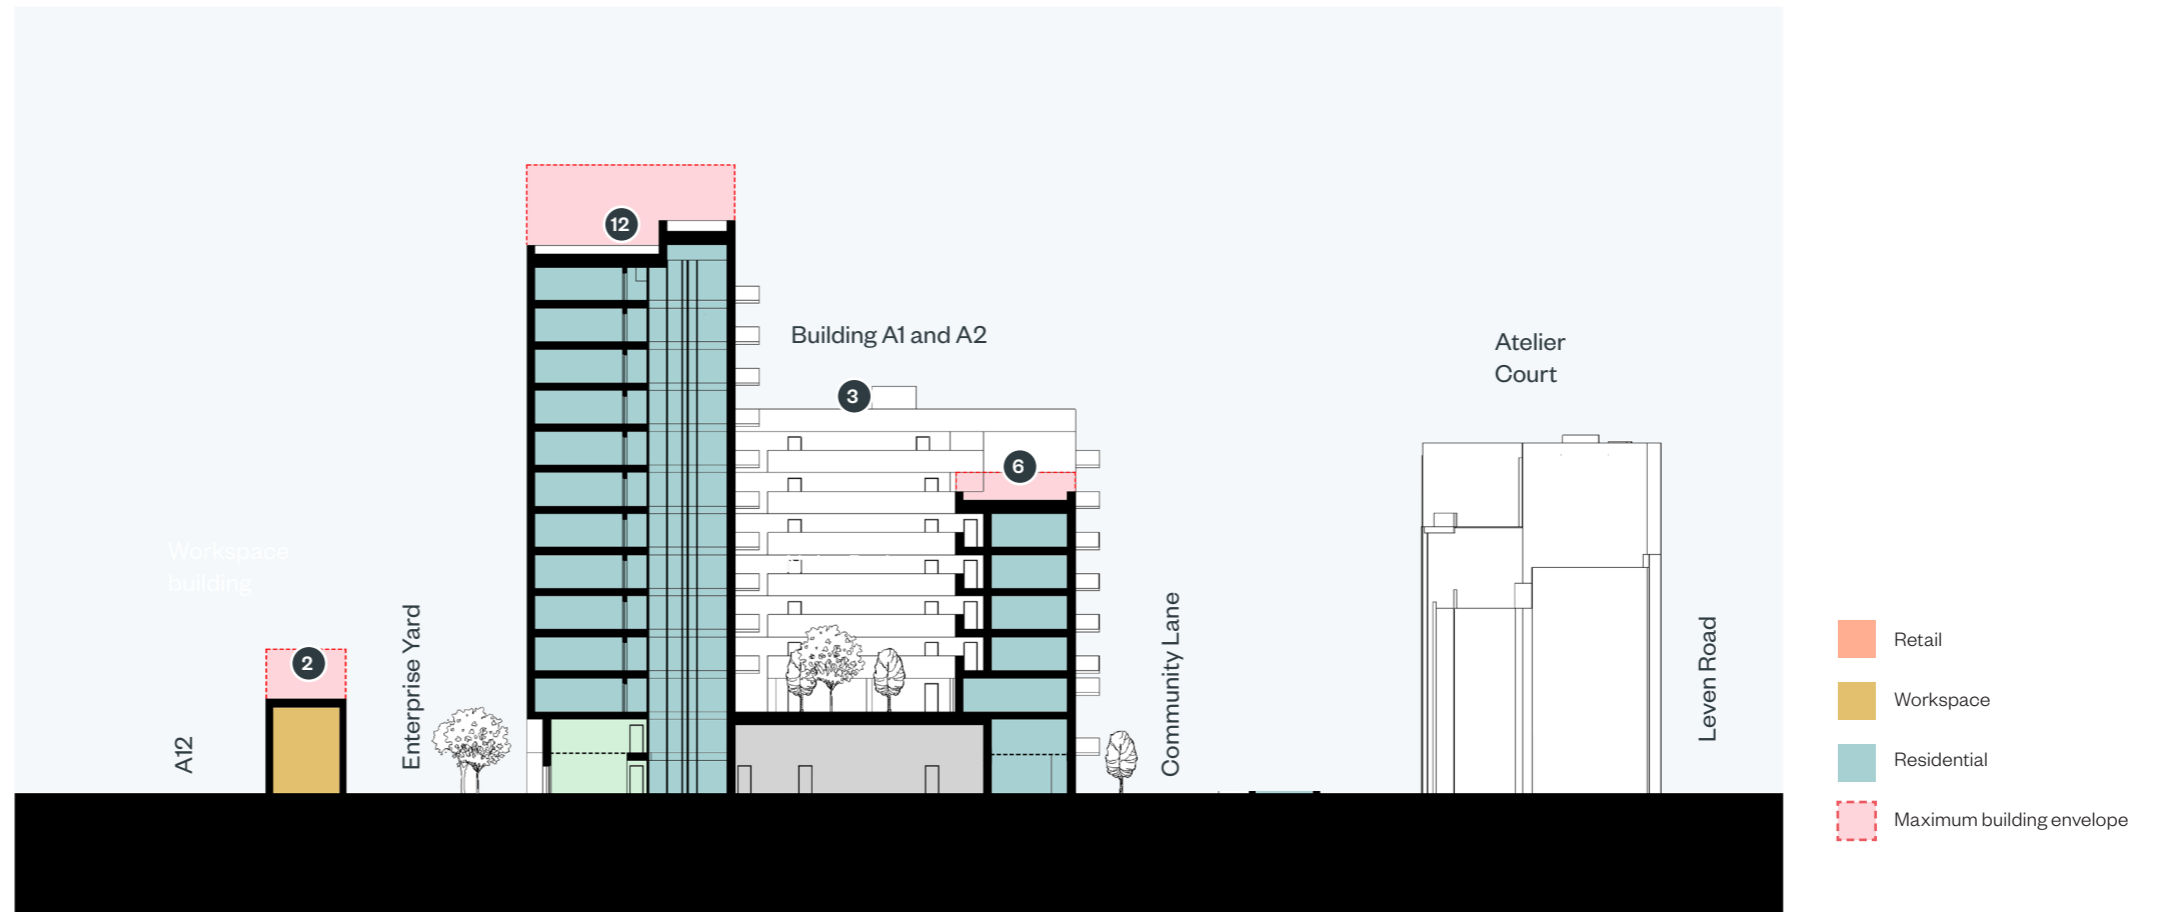 12
Building A1 and A2
Atelier
Court
3
6
Workspace
building
2
A12
Enterprise Yard
Community Lane
Leven Road
Retail
Workspace
Residential
Maximum building envelope